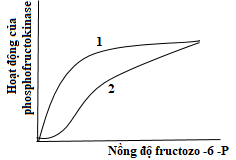 Hoạt động của
phosphofructokinase
1
2
Nồng độ fructozo -6 -P